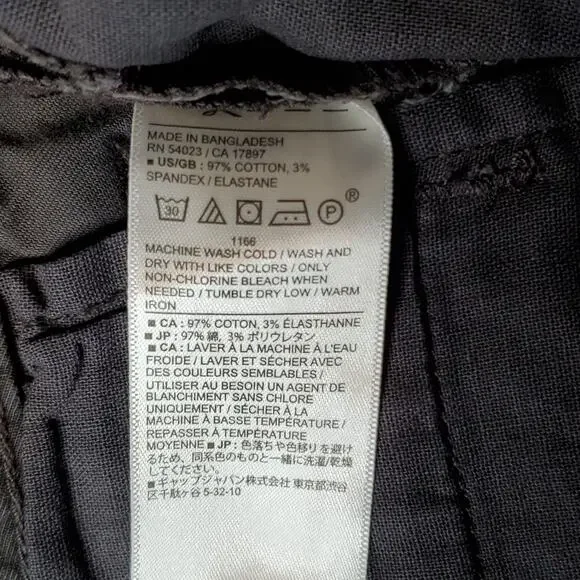 MADE IN BANGLADESH
RN 54023 / CA 17897
■ US/GB : 97% COTTON, 3%
SPANDEX / ELASTANE
30 P ®
1166
MACHINE WASH COLD / WASH AND
DRY WITH LIKE COLORS / ONLY
NON-CHLORINE BLEACH WHEN
NEEDED / TUMBLE DRY LOW / WARM
IRON
■ CA : 97% COTON, 3% ÉLASTHANNE
■ JP : 97% 綿, 3% ポリウレタン
■ CA : LAVER À LA MACHINE À L'EAU
FROIDE / LAVER ET SÉCHER AVEC
DES COULEURS SEMBLABLES /
UTILISER AU BESOIN UN AGENT DE
BLANCHIMENT SANS CHLORE
UNIQUEMENT / SÉCHER À LA
MACHINE À BASSE TEMPÉRATURE /
REPASSER À TEMPÉRATURE
MOYENNE ■ JP : 色落ちや色移りを避け
るため、同系色のものと一緒に洗濯/乾燥
してください。
■ ギャップジャパン株式会社 東京都渋谷
区千駄ヶ谷 5-32-10